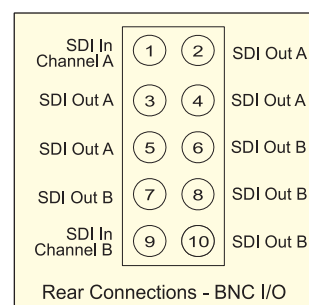 SDI In
Channel A
1
2
SDI Out A
SDI Out A
3
4
SDI Out A
SDI Out A
5
6
SDI Out B
SDI Out B
7
8
SDI Out B
SDI In
Channel B
9
10
SDI Out B
Rear Connections - BNC I/O